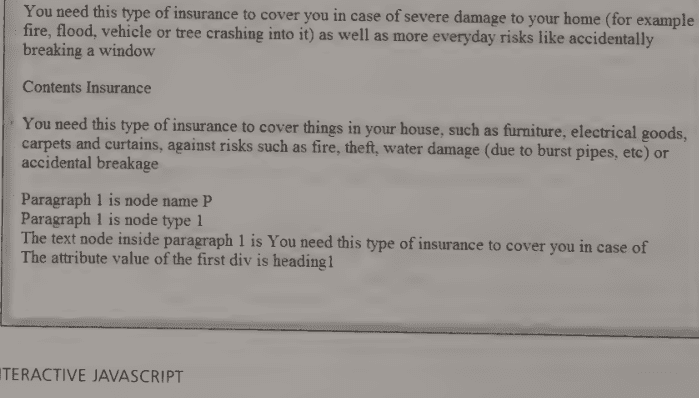 You need this type of insurance to cover you in case of severe damage to your home (for example
fire, flood, vehicle or tree crashing into it) as well as more everyday risks like accidentally
breaking a window
Contents Insurance
You need this type of insurance to cover things in your house, such as furniture, electrical goods,
carpets and curtains, against risks such as fire, theft, water damage (due to burst pipes, etc) or
accidental breakage
Paragraph 1 is node name P
Paragraph 1 is node type 1
The text node inside paragraph 1 is You need this type of insurance to cover you in case of
The attribute value of the first div is heading1
NTERACTIVE JAVASCRIPT